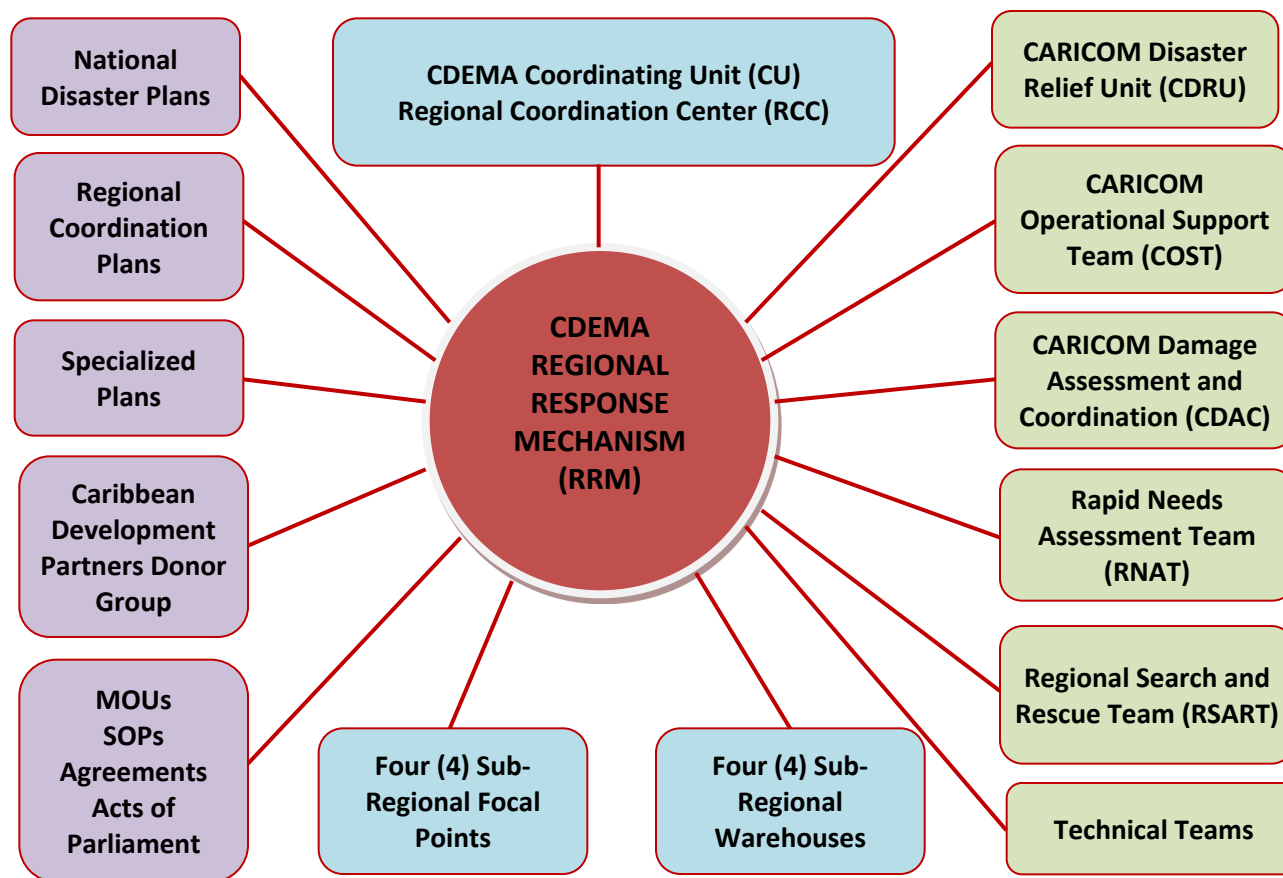 National
Disaster Plans
CDEMA Coordinating Unit (CU)
Regional Coordination Center (RCC)
CARICOM Disaster
Relief Unit (CDRU)
Regional
Coordination
Plans
CARICOM
Operational Support
Team (COST)
Specialized
Plans
CDEMA
REGIONAL
RESPONSE
MECHANISM
(RRM)
CARICOM Damage
Assessment and
Coordination (CDAC)
Caribbean
Development
Partners Donor
Group
Rapid Needs
Assessment Team
(RNAT)
MOUs
SOPs
Agreements
Acts of
Parliament
Four (4) Sub-
Regional Focal
Points
Four (4) Sub-
Regional
Warehouses
Regional Search and
Rescue Team (RSART)
Technical Teams